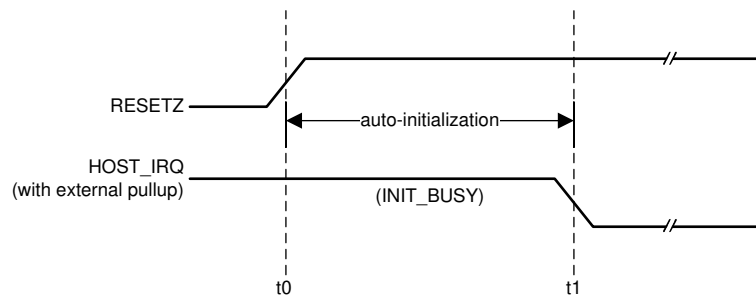 RESETZ
auto-initialization
HOST_IRQ
(with external pullup)
(INIT_BUSY)
t0
t1